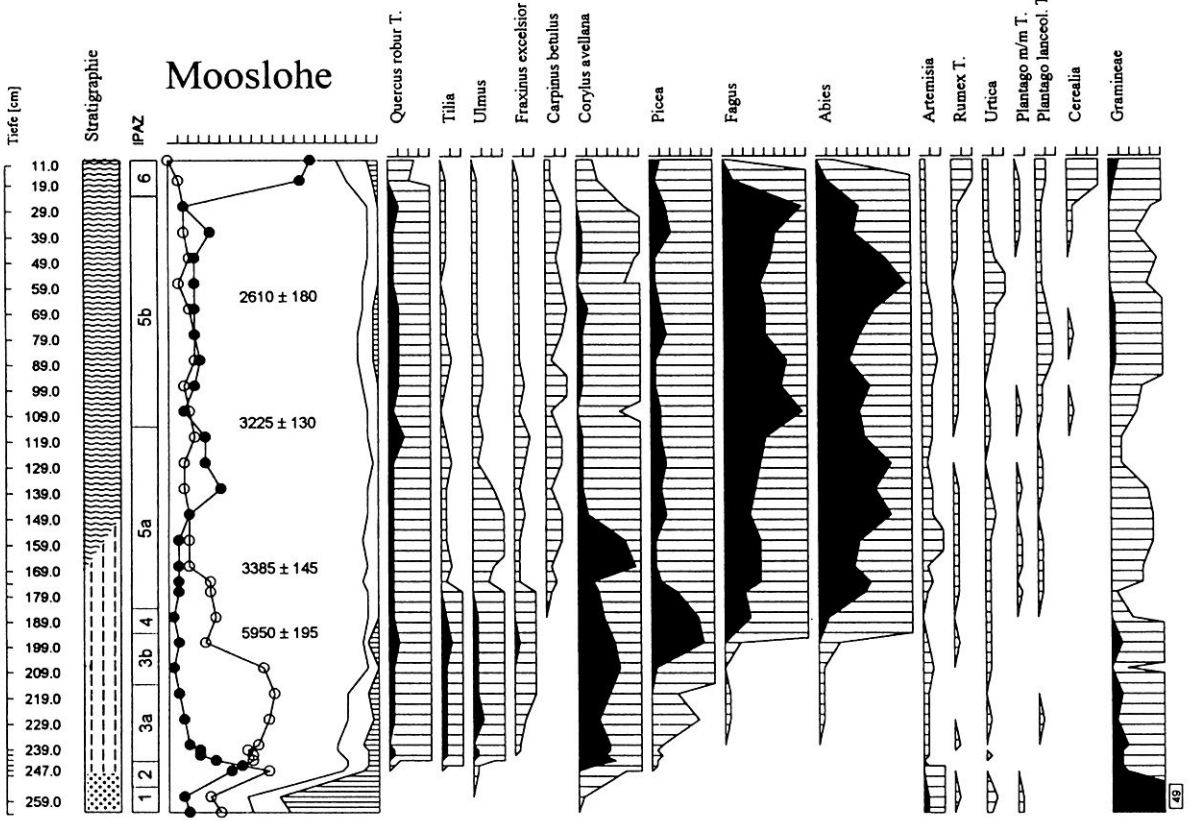 Mooslohe
Tiefe [cm]
Stratigraphie
IPAZ
Quercus robur T.
Tilia
Ulmus
Fraxinus excelsior
Carpinus betulus
Corylus avellana
Picea
Fagus
Abies
Artemisia
Rumex T.
Urtica
Plantago m/m T.
Plantago lanceol. T
Cerealia
Gramineae
11.0
19.0
29.0
39.0
49.0
59.0
69.0
79.0
89.0
99.0
109.0
119.0
129.0
139.0
149.0
159.0
169.0
179.0
189.0
199.0
209.0
219.0
229.0
239.0
247.0
259.0
6
5b
5a
4
3b
3a
2
1
2610 ± 180
3225 ± 130
3385 ± 145
5950 ± 195
49